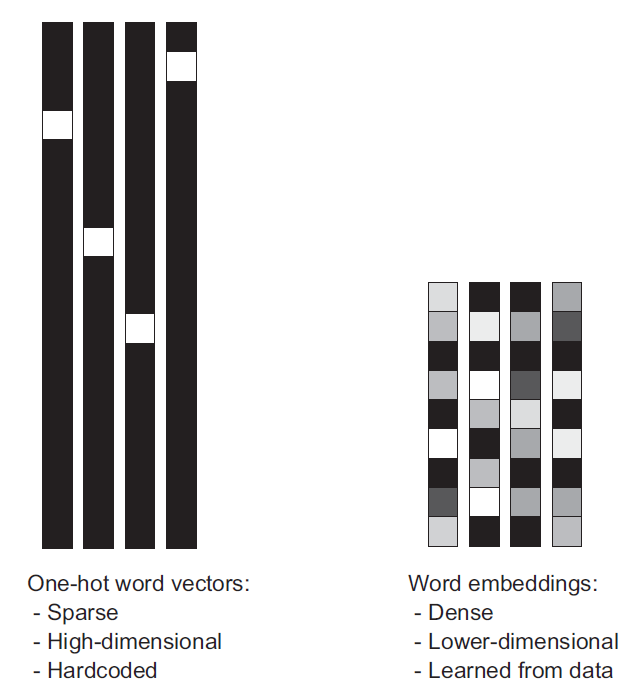 One-hot word vectors:
- Sparse
- High-dimensional
- Hardcoded
Word embeddings:
- Dense
- Lower-dimensional
- Learned from data